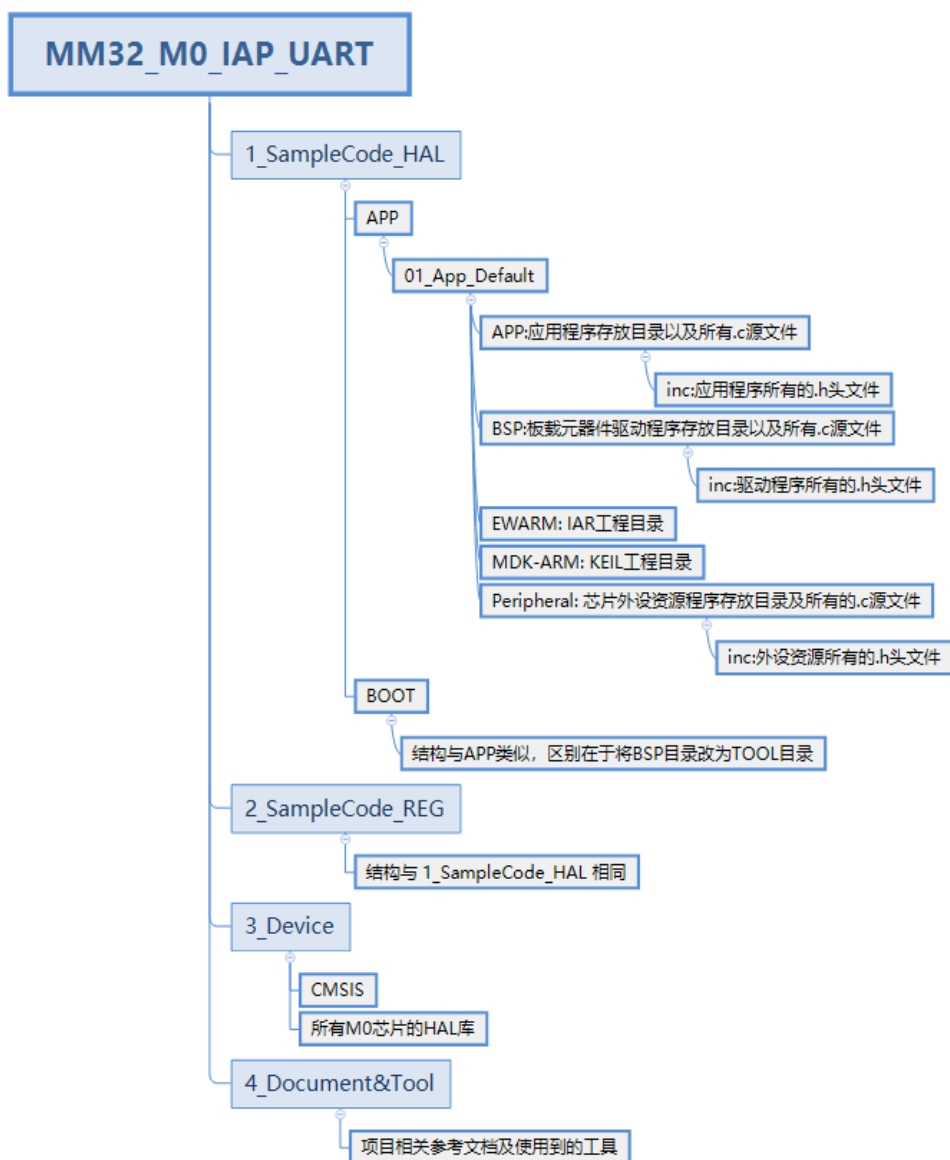 MM32_M0_IAP_UART
1_SampleCode_HAL
APP
01_App_Default
APP:应用程序存放目录以及所有.c源文件
inc:应用程序所有的.h头文件
BSP:板载元器件驱动程序存放目录以及所有.c源文件
inc:驱动程序所有的.h头文件
EWARM: IAR工程目录
MDK-ARM: KEIL工程目录
Peripheral: 芯片外设资源程序存放目录及所有的.c源文件
inc:外设资源所有的.h头文件
BOOT
结构与APP类似，区别在于将BSP目录改为TOOL目录
2_SampleCode_REG
结构与 1_SampleCode_HAL 相同
3_Device
CMSIS
所有M0芯片的HAL库
4_Document&Tool
项目相关参考文档及使用到的工具